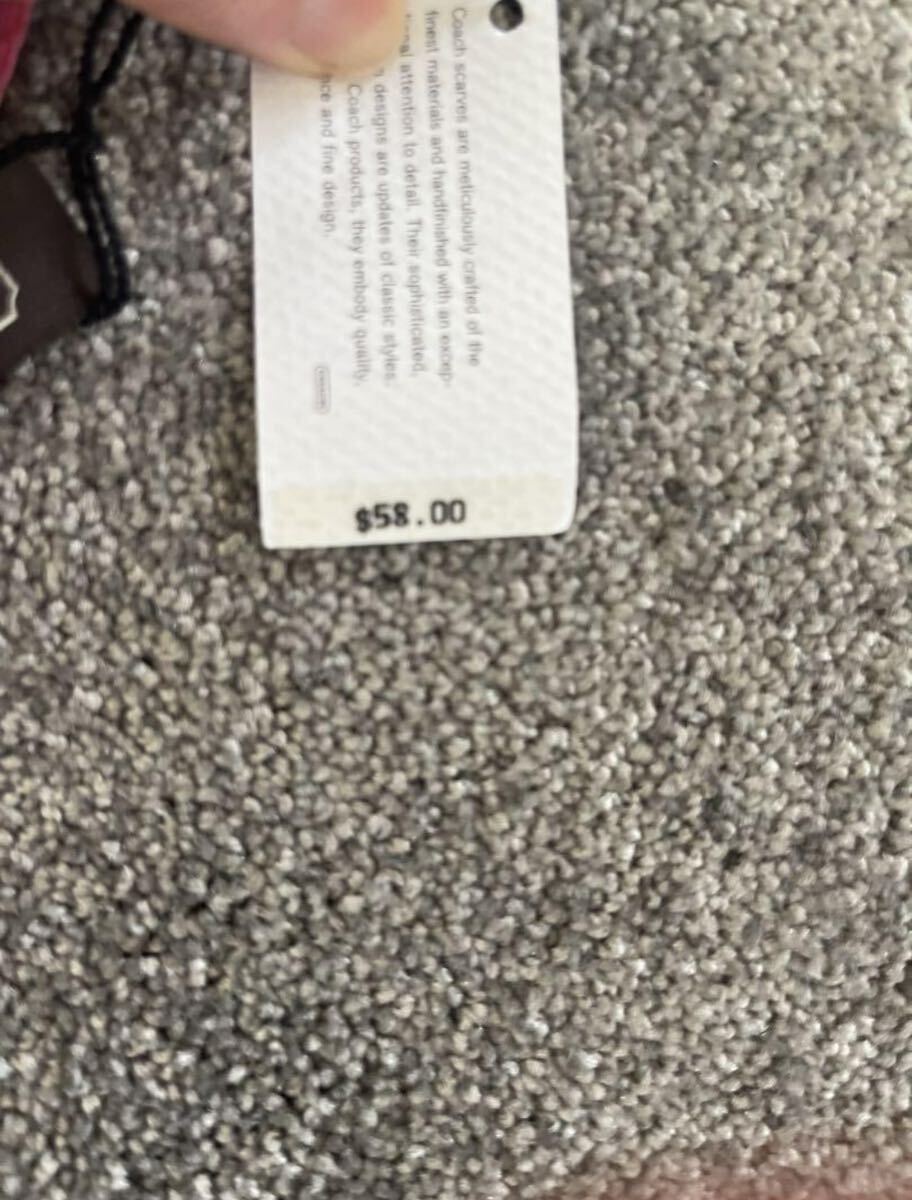 Coach scarves are meticulously crafted of the
finest materials and handfinished with an excep-
attention to detail. Their sophisticated,
designs are updates of classic styles.
Coach products, they embody quality,
and fine design.
$58.00